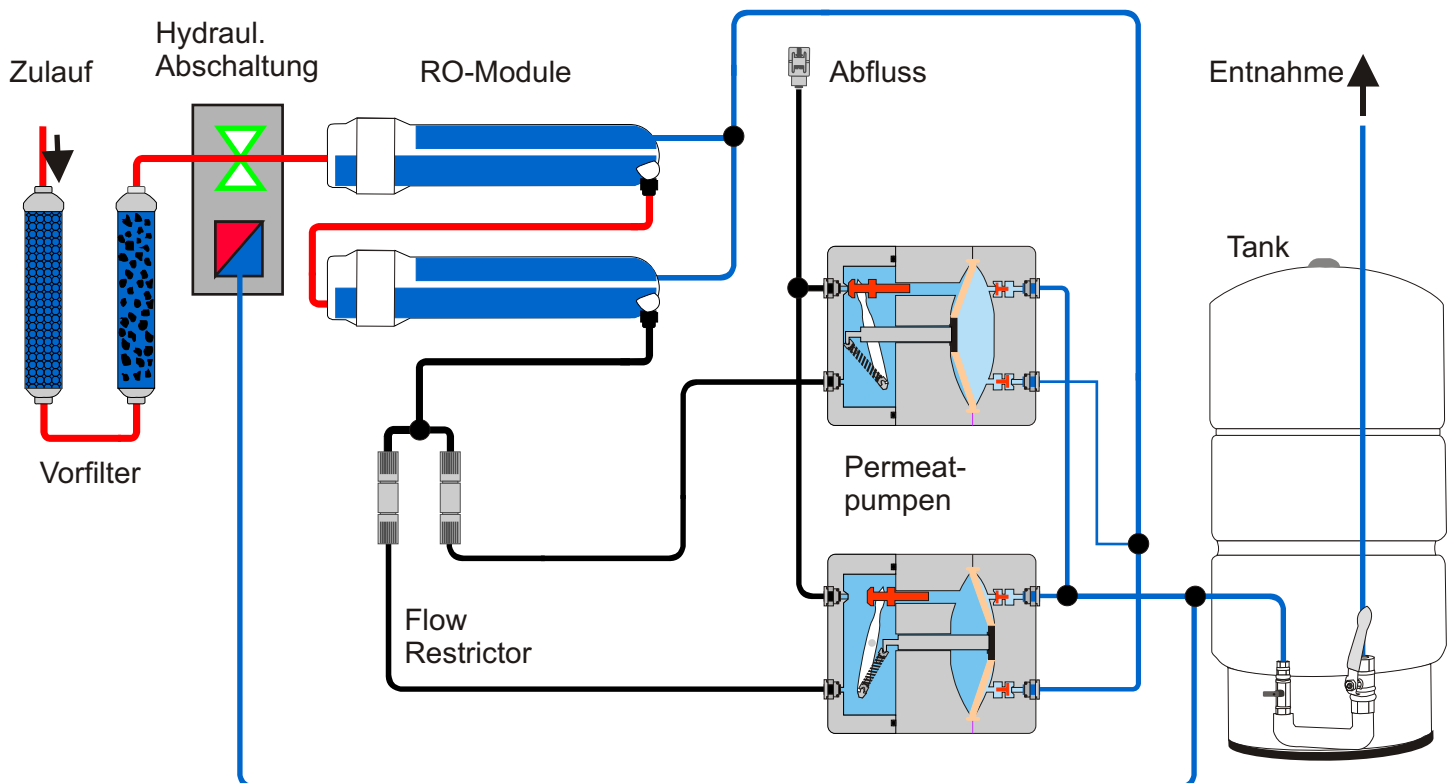 Zulauf
Hydraul.
Abschaltung
RO-Module
Abfluss
Entnahme
Tank
Vorfilter
Permeat-
pumpen
Flow
Restrictor